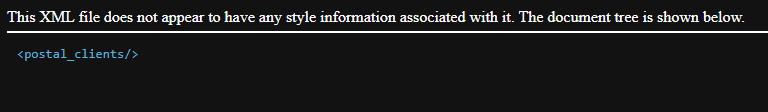 This XML file does not appear to have any style information associated with it. The document tree is shown below.
<postal_clients/>